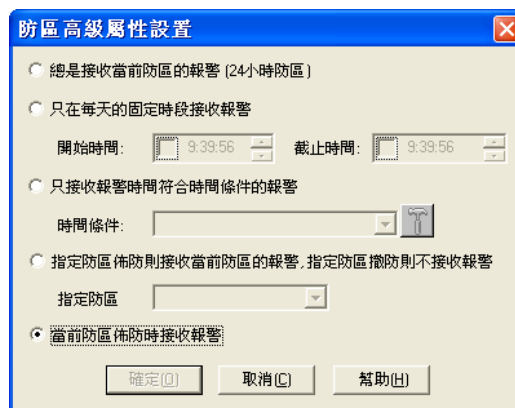 防區高級屬性設置
總是接收當前防區的報警(24小時防區)
只在每天的固定時段接收報警
開始時間: 9:39:56 截止時間: 9:39:56
只接收報警時間符合時間條件的報警
時間條件:
指定防區佈防則接收當前防區的報警,指定防區撤防則不接收報警
指定防區
當前防區佈防時接收報警
確定(O) 取消(C) 幫助(H)